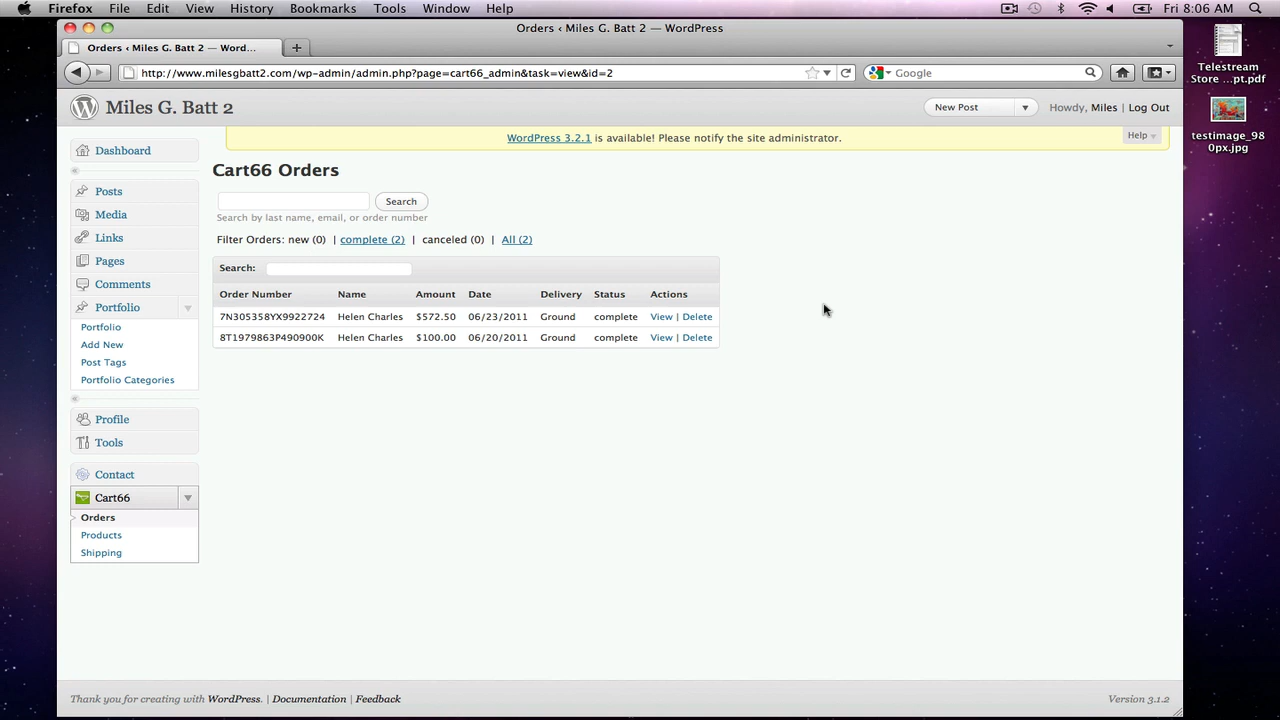 Firefox File Edit View History Bookmarks Tools Window Help Fri 8:06 AM
Orders ‹ Miles G. Batt 2 — WordPress
Orders ‹ Miles G. Batt 2 — Word...
http://www.milesgbatt2.com/wp-admin/admin.php?page=cart66_admin&task=view&id=2
Google
Telestream
Store ...pt.pdf
testimage_98
0px.jpg
Miles G. Batt 2
New Post
Howdy, Miles | Log Out
WordPress 3.2.1 is available! Please notify the site administrator.
Help
Dashboard
Posts
Media
Links
Pages
Comments
Portfolio
Portfolio
Add New
Post Tags
Portfolio Categories
Profile
Tools
Contact
Cart66
Orders
Products
Shipping
Cart66 Orders
Search
Search by last name, email, or order number
Filter Orders: new (0) | complete (2) | canceled (0) | All (2)
Search:
Order Number Name Amount Date Delivery Status Actions
7N305358YX9922724 Helen Charles $572.50 06/23/2011 Ground complete View | Delete
8T1979863P490900K Helen Charles $100.00 06/20/2011 Ground complete View | Delete
Thank you for creating with WordPress. | Documentation | Feedback
Version 3.1.2